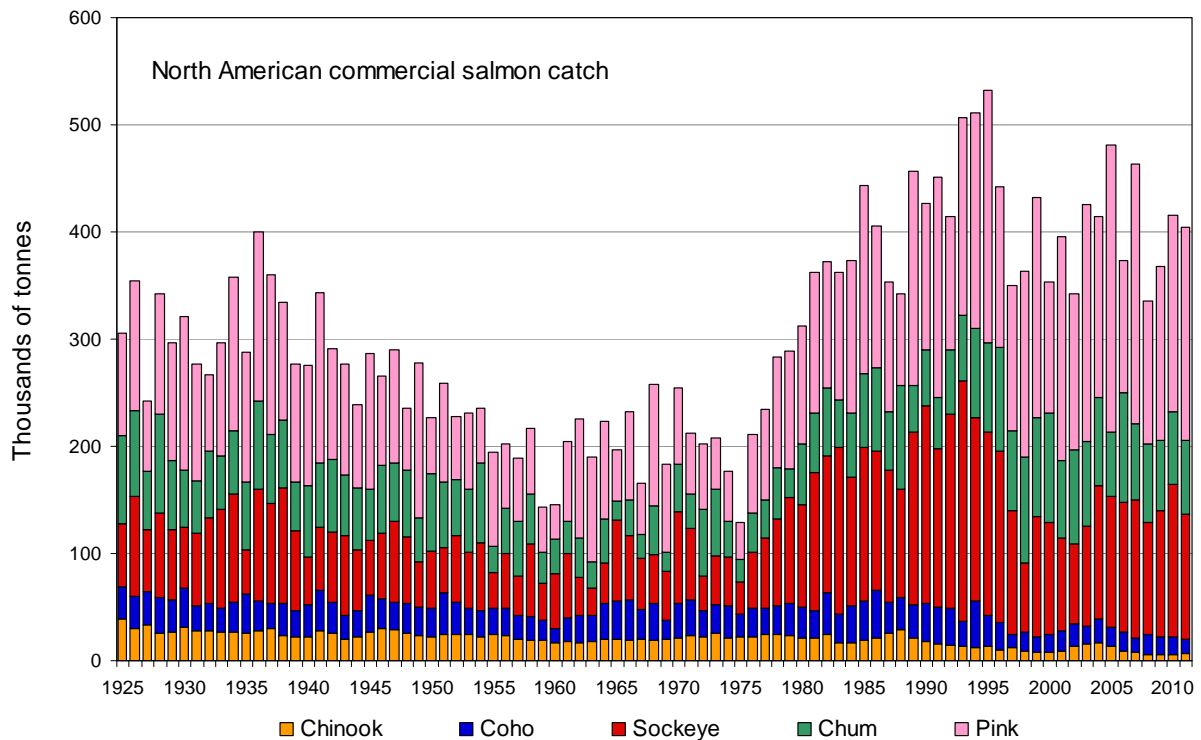 600
North American commercial salmon catch
500
400
300
200
100
0
Thousands of tonnes
1925 1930 1935 1940 1945 1950 1955 1960 1965 1970 1975 1980 1985 1990 1995 2000 2005 2010
Chinook Coho Sockeye Chum Pink